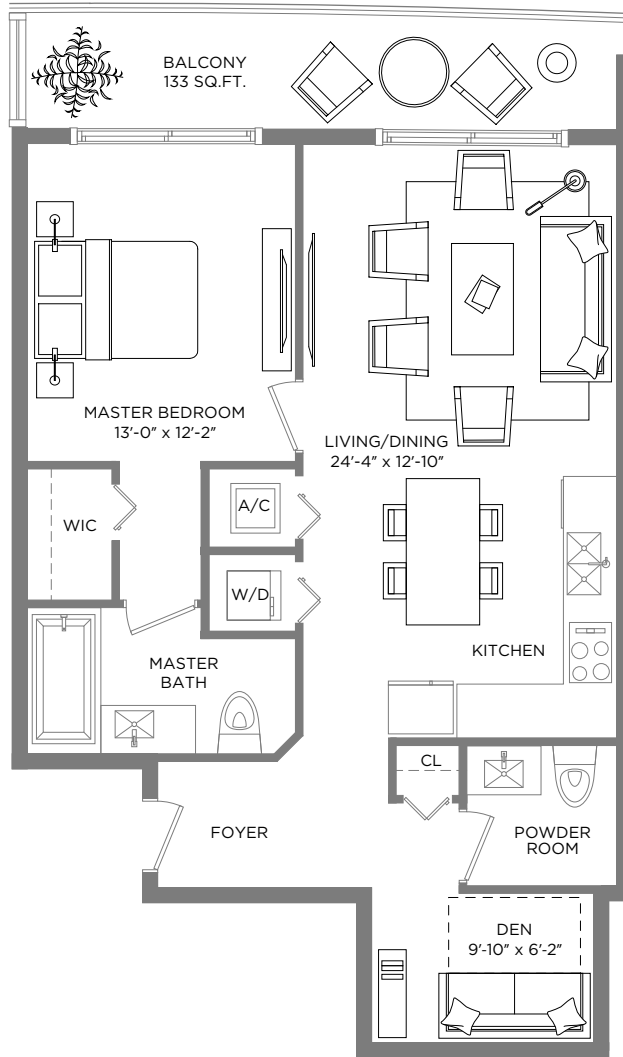 BALCONY
133 SQ.FT.
MASTER BEDROOM
13'-0" x 12'-2"
LIVING/DINING
24'-4" x 12'-10"
A/C
WIC
W/D
KITCHEN
MASTER
BATH
CL
FOYER
POWDER
ROOM
DEN
9'-10" x 6'-2"